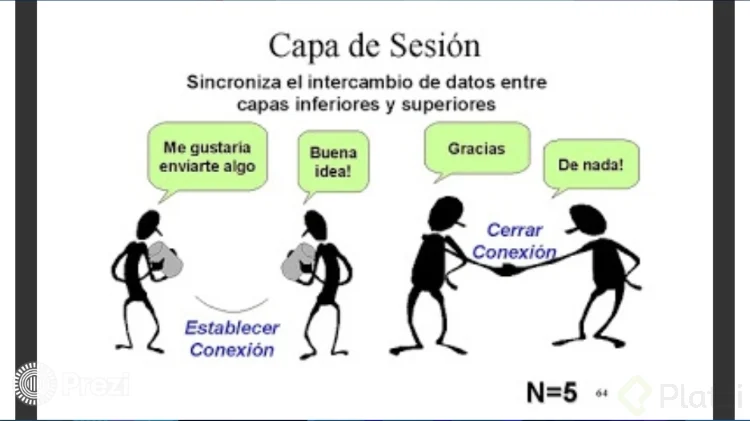 Capa de Sesión
Sincroniza el intercambio de datos entre
capas inferiores y superiores
Me gustaria
enviarte algo
Buena
idea!
Gracias
De nada!
Cerrar
Conexión
Establecer
Conexión
Prezi
N=5
64
Platzi